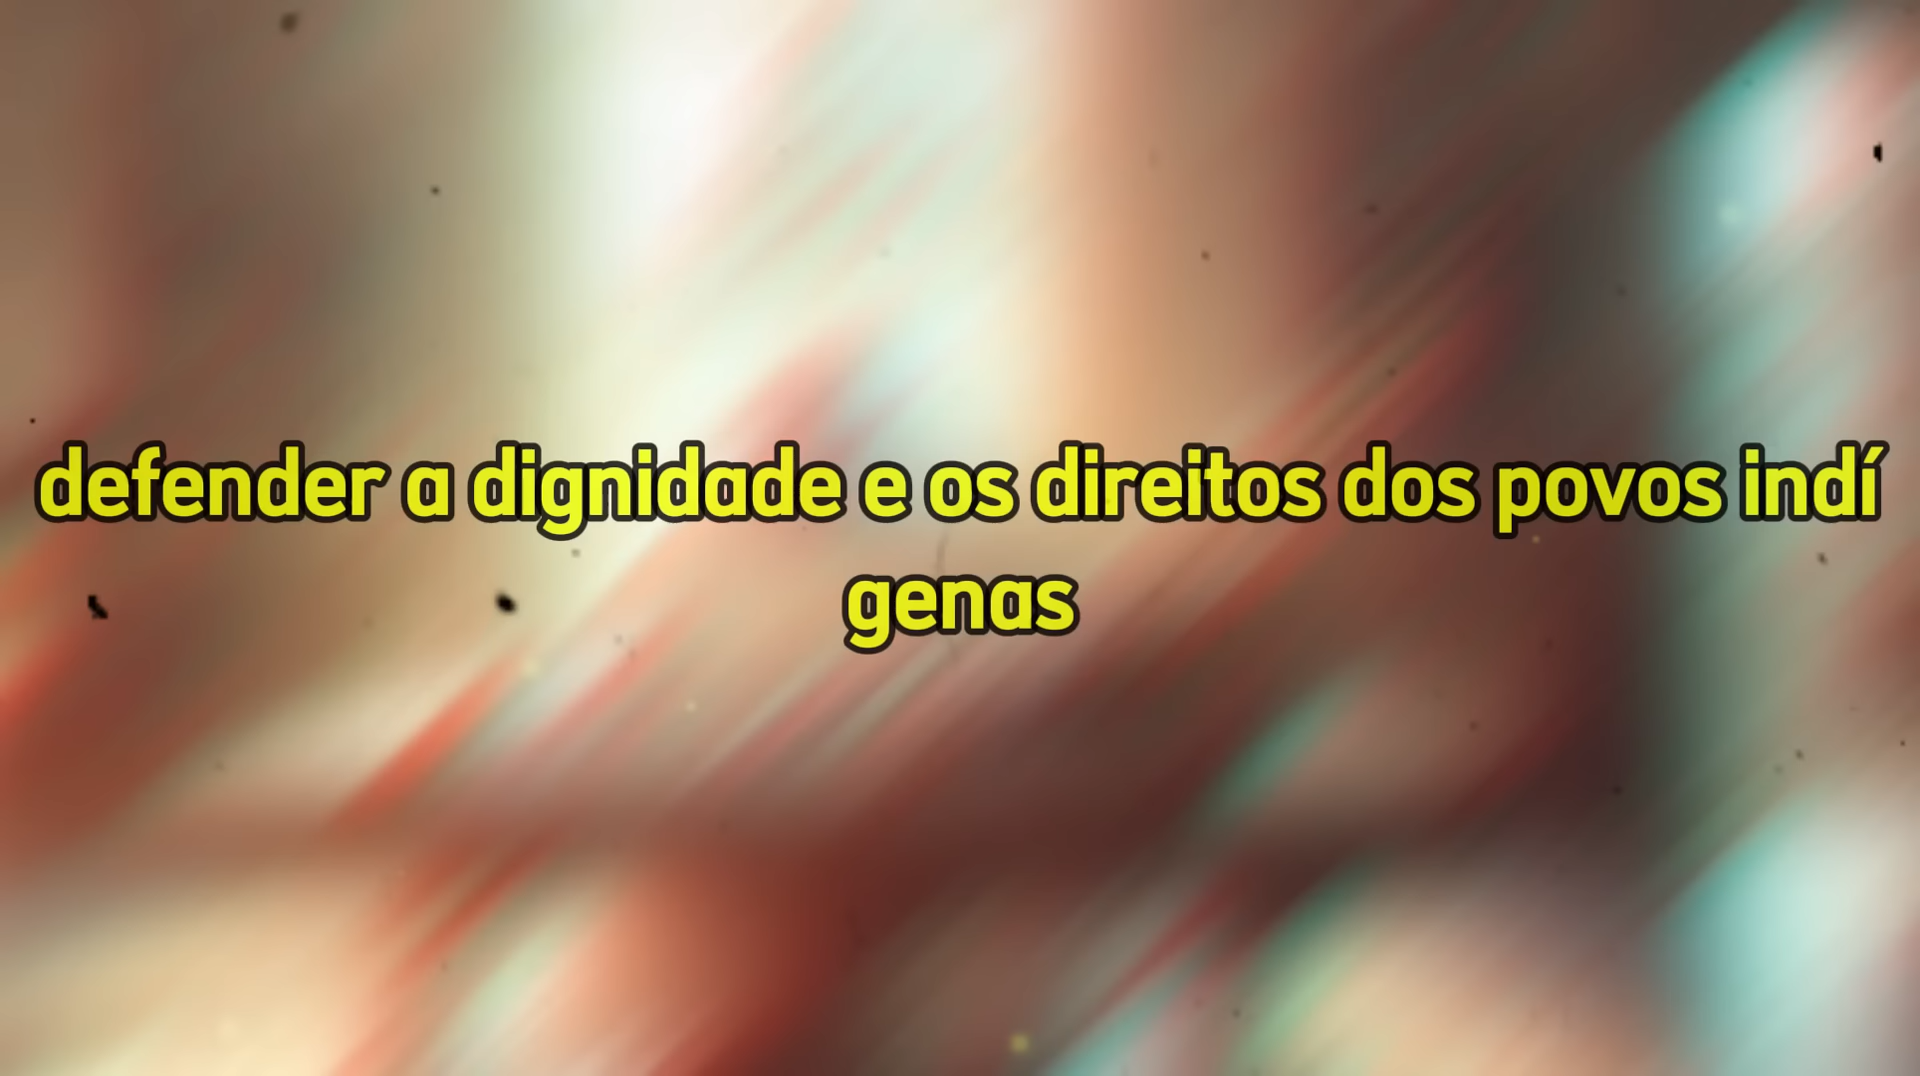 defender a dignidade e os direitos dos povos indí
genas